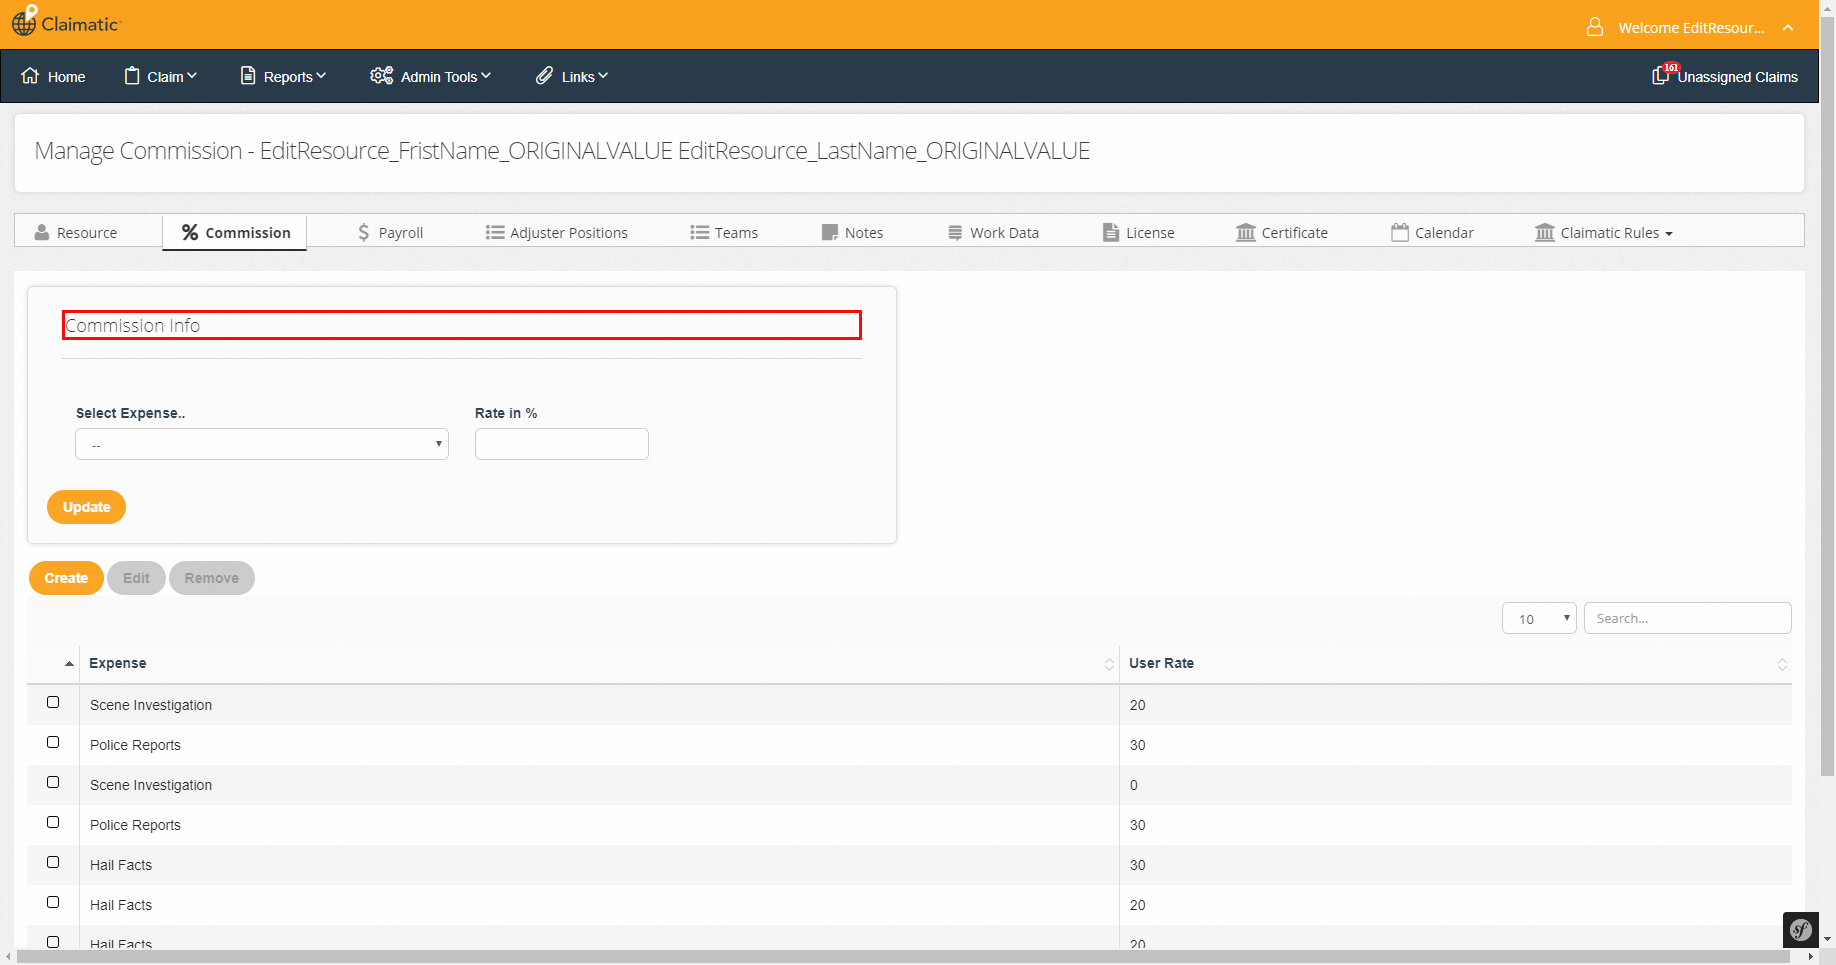 Claimatic
Welcome EditResour...
Home
Claim
Reports
Admin Tools
Links
161
Unassigned Claims
Manage Commission - EditResource_FristName_ORIGINALVALUE EditResource_LastName_ORIGINALVALUE
Resource
% Commission
$ Payroll
Adjuster Positions
Teams
Notes
Work Data
License
Certificate
Calendar
Claimatic Rules
Commission Info
Select Expense..
Rate in %
--
Update
Create
Edit
Remove
10
Search...
Expense
User Rate
Scene Investigation
20
Police Reports
30
Scene Investigation
0
Police Reports
30
Hail Facts
30
Hail Facts
20
Hail Facts
20
sf